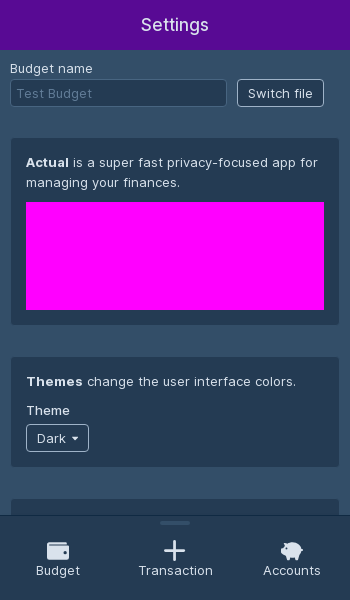 Settings
Budget name
Test Budget
Switch file
Actual is a super fast privacy-focused app for
managing your finances.
Themes change the user interface colors.
Theme
Dark
Budget
Transaction
Accounts